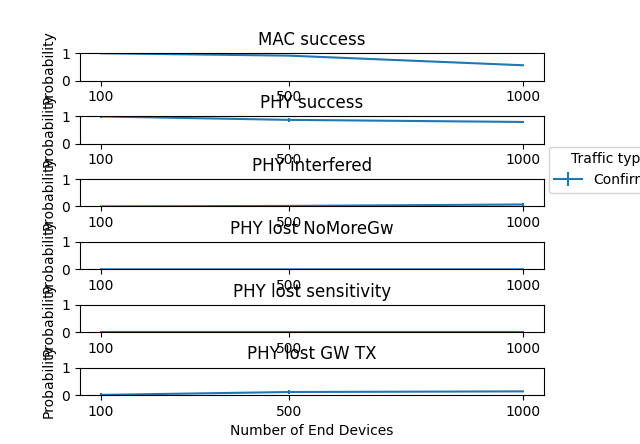 MAC success
Probability
1
0
100
500
1000
PHY success
Probability
1
0
100
500
1000
Traffic typ
Confirm
PHY interfered
Probability
1
0
100
500
1000
PHY lost NoMoreGw
Probability
1
0
100
500
1000
PHY lost sensitivity
Probability
1
0
100
500
1000
PHY lost GW TX
Probability
1
0
100
500
1000
Number of End Devices